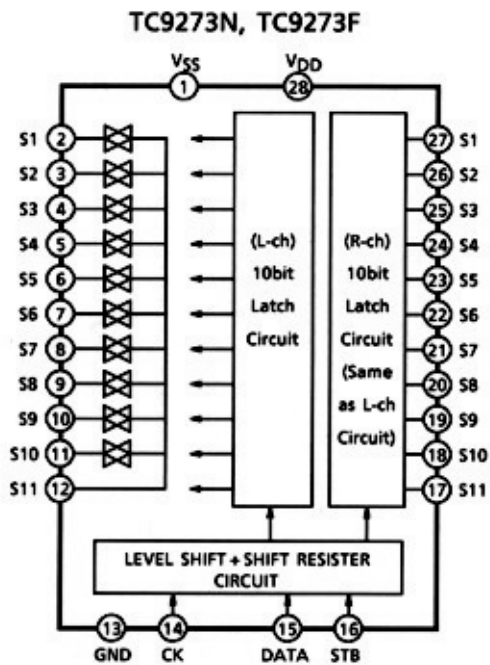 TC9273N, TC9273F
VSS
VDD
1
28
S1 2
S2 3
S3 4
S4 5
S5 6
S6 7
S7 8
S8 9
S9 10
S10 11
S11 12
(L-ch)
10bit
Latch
Circuit
(R-ch)
10bit
Latch
Circuit
(Same
as L-ch
Circuit)
27 S1
26 S2
25 S3
24 S4
23 S5
22 S6
21 S7
20 S8
19 S9
18 S10
17 S11
LEVEL SHIFT + SHIFT RESISTER
CIRCUIT
13 14 15 16
GND CK DATA STB